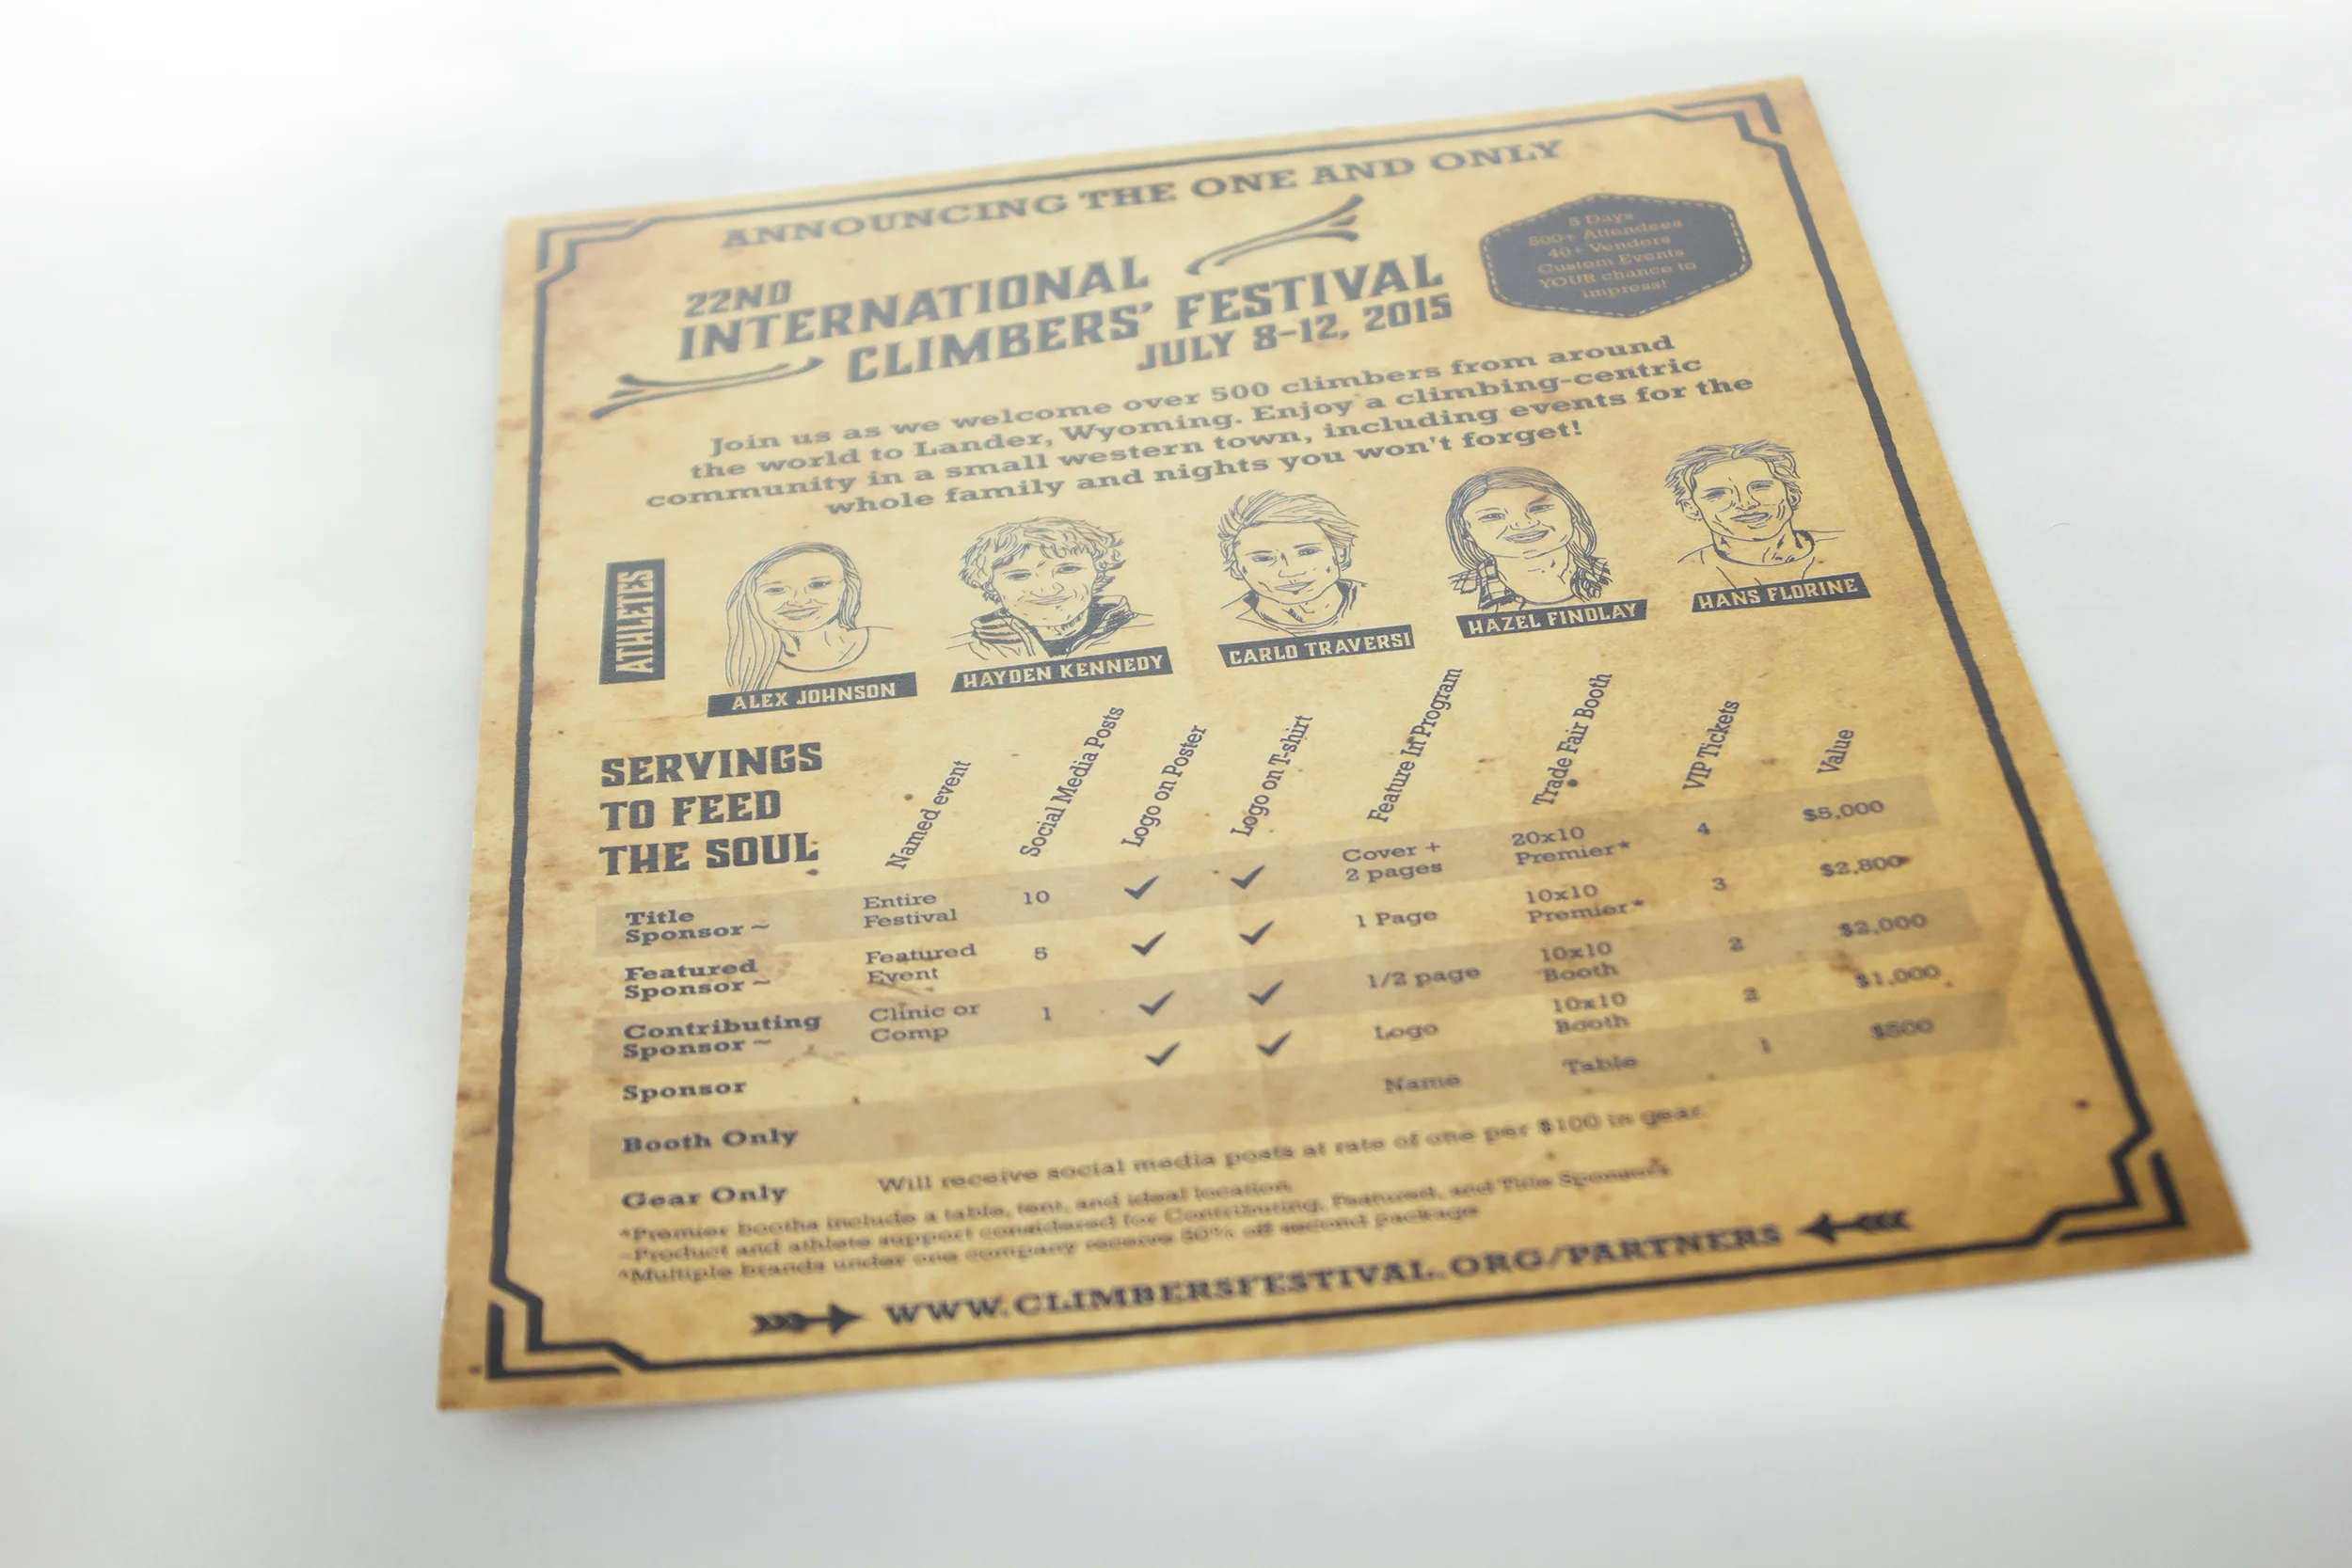 ANNOUNCING THE ONE AND ONLY
22ND
INTERNATIONAL
CLIMBERS' FESTIVAL
JULY 8-12, 2015
5 Days
500+ Attendees
40+ Vendors
Custom Events
YOUR chance to
impress!
Join us as we welcome over 500 climbers from around
the world to Lander, Wyoming. Enjoy a climbing-centric
community in a small western town, including events for the
whole family and nights you won't forget!
ATHLETES
ALEX JOHNSON
HAYDEN KENNEDY
CARLO TRAVERSI
HAZEL FINDLAY
HANS FLORINE
SERVINGS
TO FEED
THE SOUL
Named event
Social Media Posts
Logo on Poster
Logo on T-shirt
Feature In Program
Trade Fair Booth
VIP Tickets
Value
Title
Sponsor ~
Entire
Festival
10
✓
✓
Cover +
2 pages
20x10
Premier*
4
$5,000
Featured
Sponsor ~
Featured
Event
5
✓
✓
1 Page
10x10
Premier*
3
$2,800
Contributing
Sponsor ~
Clinic or
Comp
1
✓
✓
1/2 page
10x10
Booth
2
$2,000
Sponsor
✓
✓
Logo
10x10
Booth
2
$1,000
Booth Only
Name
Table
1
$500
Gear Only
Will receive social media posts at rate of one per $100 in gear.
*Premier booths include a table, tent, and ideal location
~Product and athlete support considered for Contributing, Featured, and Title Sponsors
^Multiple brands under one company receive 50% off second package
WWW.CLIMBERSFESTIVAL.ORG/PARTNERS